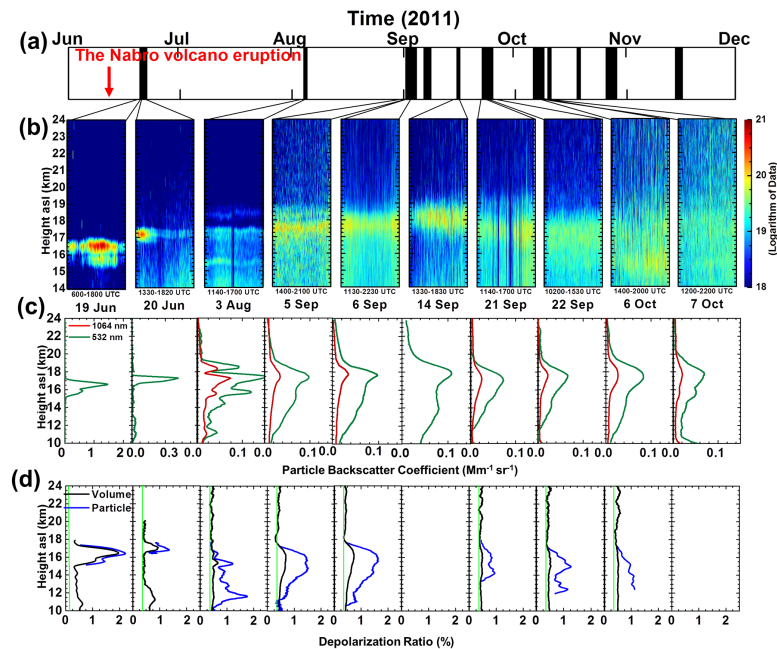 Time (2011)
(a)
Jun Jul Aug Sep Oct Nov Dec
The Nabro volcano eruption
(b)
Height asl (km)
24
23
22
21
20
19
18
17
16
15
14
600-1800 UTC 1330-1820 UTC 1140-1700 UTC 1400-2100 UTC 1130-2230 UTC 1330-1830 UTC 1140-1700 UTC 10200-1530 UTC 1400-2000 UTC 1200-2200 UTC
19 Jun 20 Jun 3 Aug 5 Sep 6 Sep 14 Sep 21 Sep 22 Sep 6 Oct 7 Oct
21
20
19
18
(Logarithm of Data)
(c)
Height asl (km)
24
22
20
18
16
14
12
10
1064 nm
532 nm
0 1 2 0.0 0.3 0.0 0.1 0.0 0.1 0.0 0.1 0.0 0.1 0.0 0.1 0.0 0.1 0.0 0.1 0.0 0.1
Particle Backscatter Coefficient (Mm-1 sr-1)
(d)
Height asl (km)
24
22
20
18
16
14
12
10
Volume
Particle
0 1 2 0 1 2 0 1 2 0 1 2 0 1 2 0 1 2 0 1 2 0 1 2 0 1 2 0 1 2
Depolarization Ratio (%)